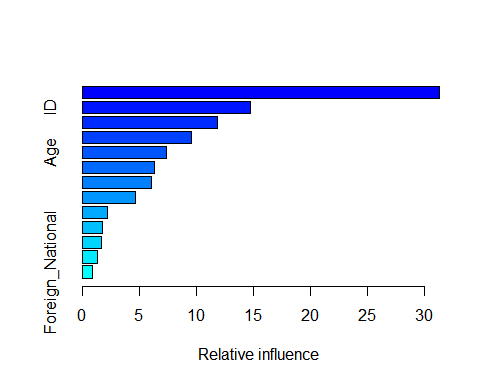 ID
Age
Foreign_National
0 5 10 15 20 25 30
Relative influence